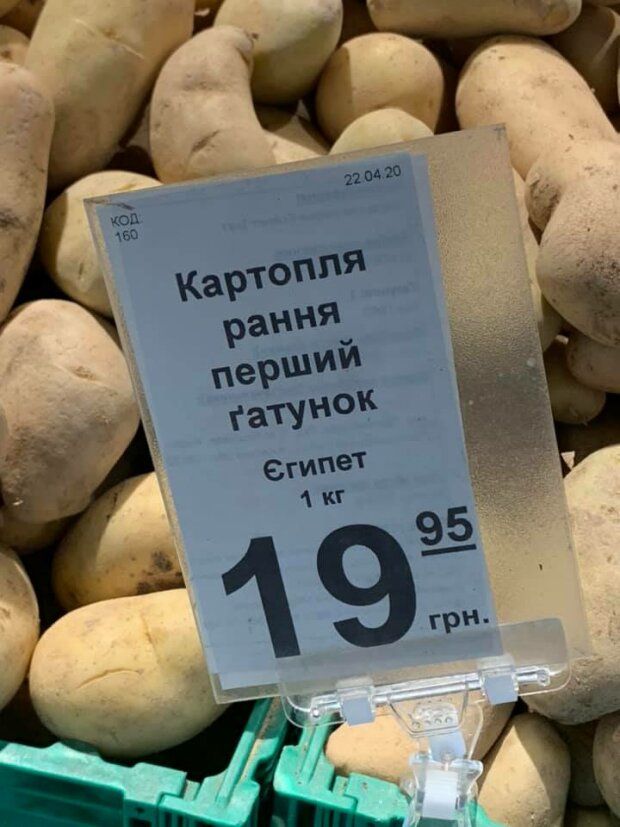 22.04.20
КОД:
160
Картопля
рання
перший
ґатунок
Єгипет
1 кг
19 95
грн.